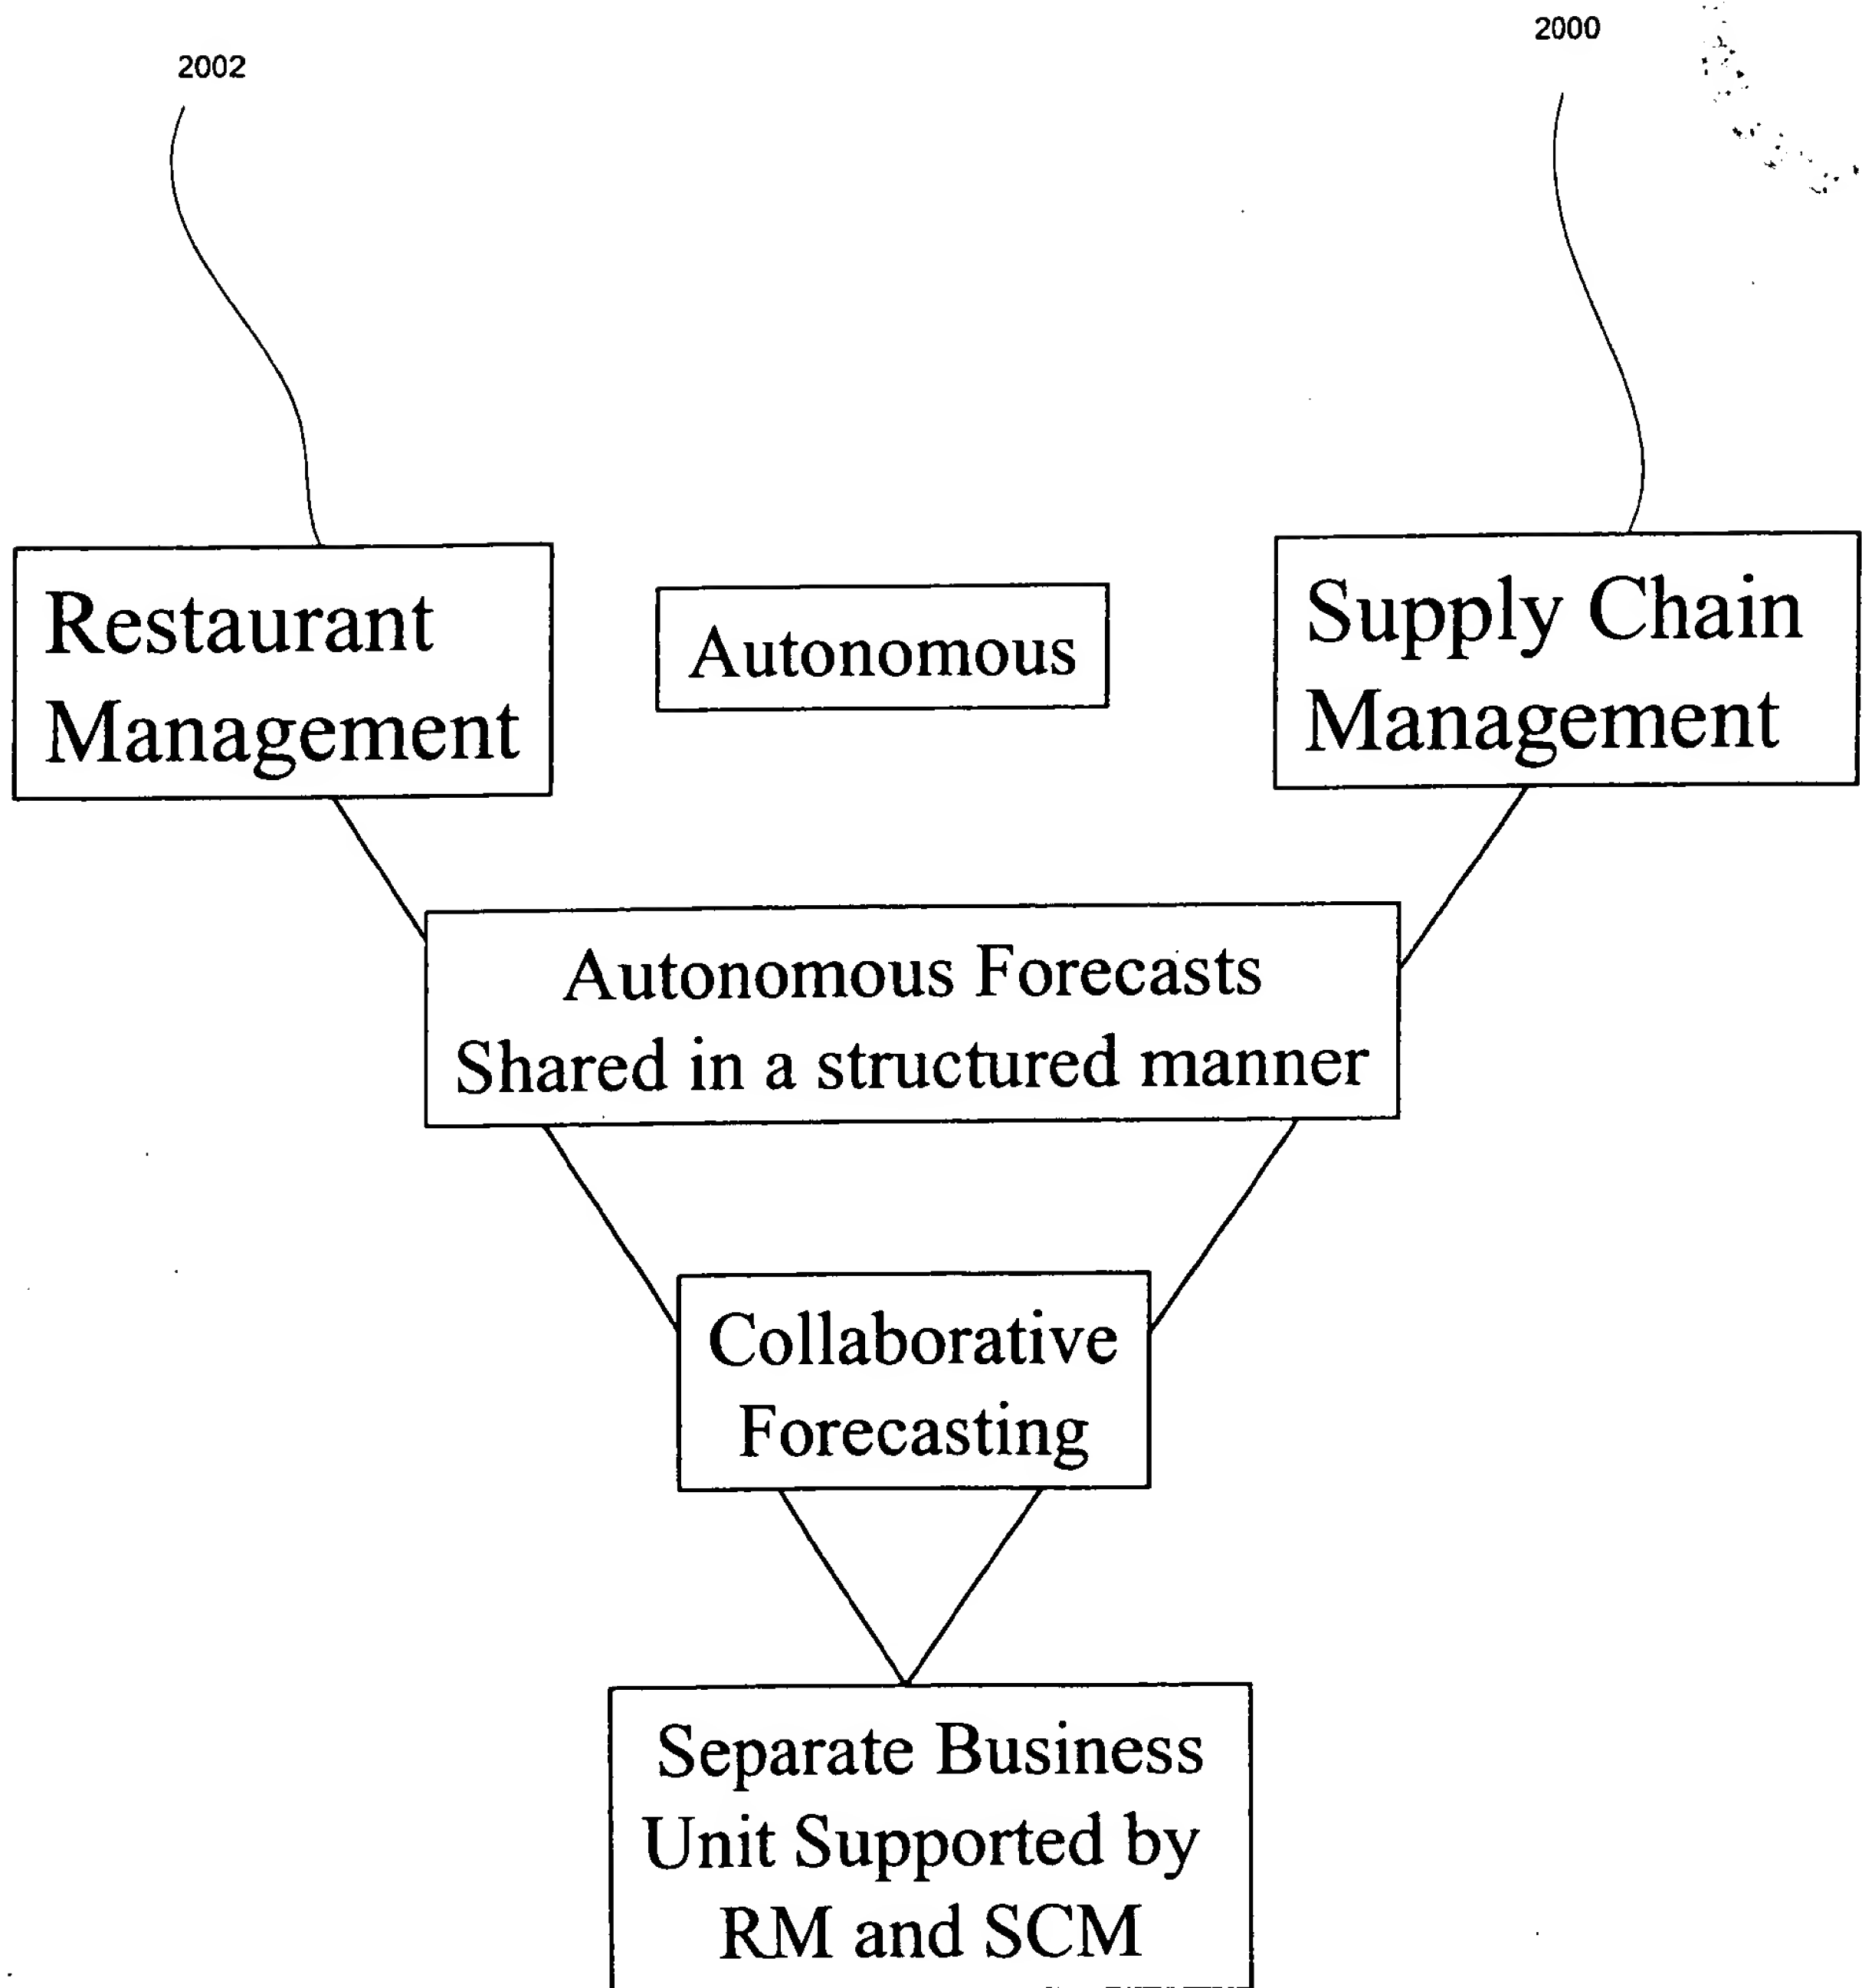 2002
2000
Restaurant
Management
Autonomous
Supply Chain
Management
Autonomous Forecasts
Shared in a structured manner
Collaborative
Forecasting
Separate Business
Unit Supported by
RM and SCM